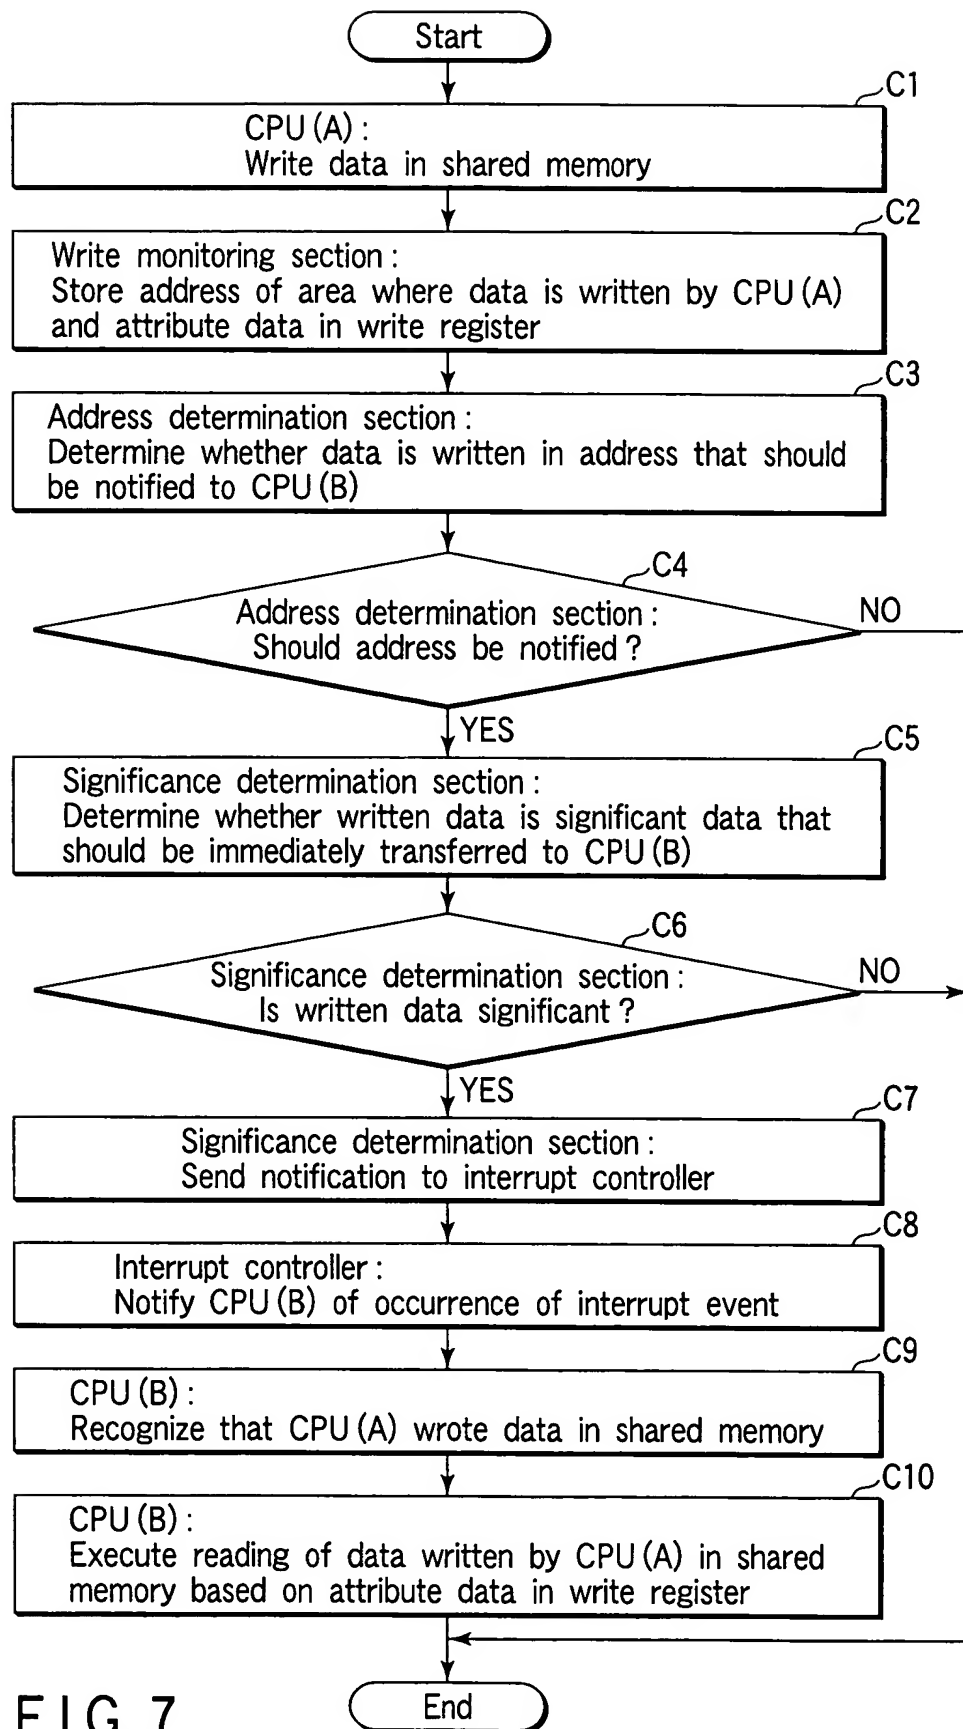 Start
C1
CPU(A):
Write data in shared memory
C2
Write monitoring section:
Store address of area where data is written by CPU(A)
and attribute data in write register
C3
Address determination section:
Determine whether data is written in address that should
be notified to CPU(B)
C4
Address determination section:
Should address be notified?
NO
YES
C5
Significance determination section:
Determine whether written data is significant data that
should be immediately transferred to CPU(B)
C6
Significance determination section:
Is written data significant?
NO
YES
C7
Significance determination section:
Send notification to interrupt controller
C8
Interrupt controller:
Notify CPU(B) of occurrence of interrupt event
C9
CPU(B):
Recognize that CPU(A) wrote data in shared memory
C10
CPU(B):
Execute reading of data written by CPU(A) in shared
memory based on attribute data in write register
End
FIG. 7